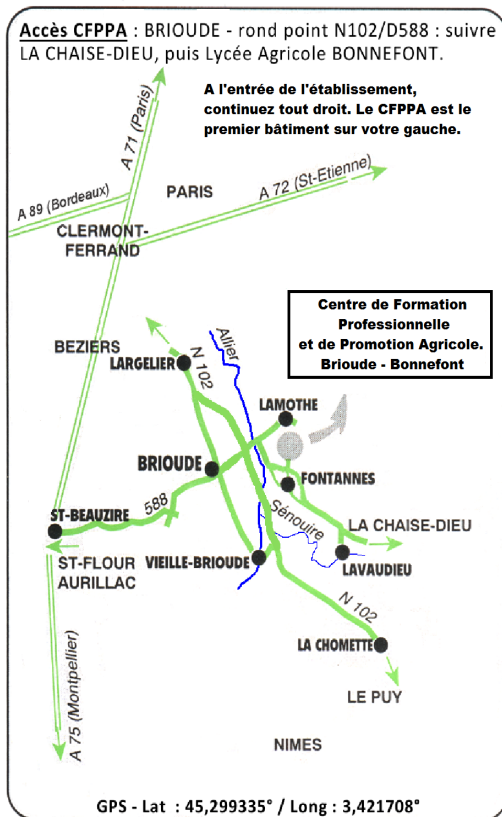 Accès CFPPA : BRIOUDE - rond point N102/D588 : suivre
LA CHAISE-DIEU, puis Lycée Agricole BONNEFONT.
A l'entrée de l'établissement,
continuez tout droit. Le CFPPA est le
premier bâtiment sur votre gauche.
A 71 (Paris)
PARIS
A 72 (St-Etienne)
A 89 (Bordeaux)
CLERMONT-
FERRAND
Centre de Formation
Professionnelle
et de Promotion Agricole.
Brioude - Bonnefont
BEZIERS
LARGELIER
N 102
Allier
LAMOTHE
BRIOUDE
FONTANNES
588
ST-BEAUZIRE
Sénouire
LA CHAISE-DIEU
ST-FLOUR
AURILLAC
VIEILLE-BRIOUDE
LAVAUDIEU
N 102
LA CHOMETTE
A 75 (Montpellier)
LE PUY
NIMES
GPS - Lat : 45,299335° / Long : 3,421708°